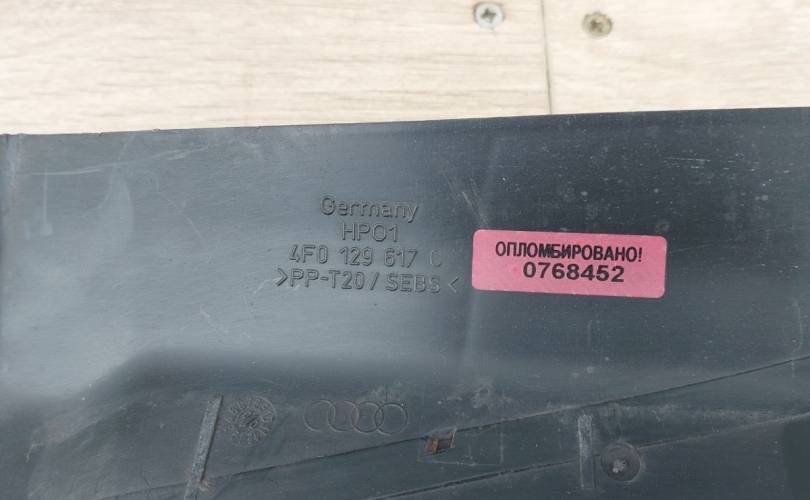 Germany
HPO1
4F0 129 617 C
>PP-T20 / SEBS<
ОПЛОМБИРОВАНО!
0768452